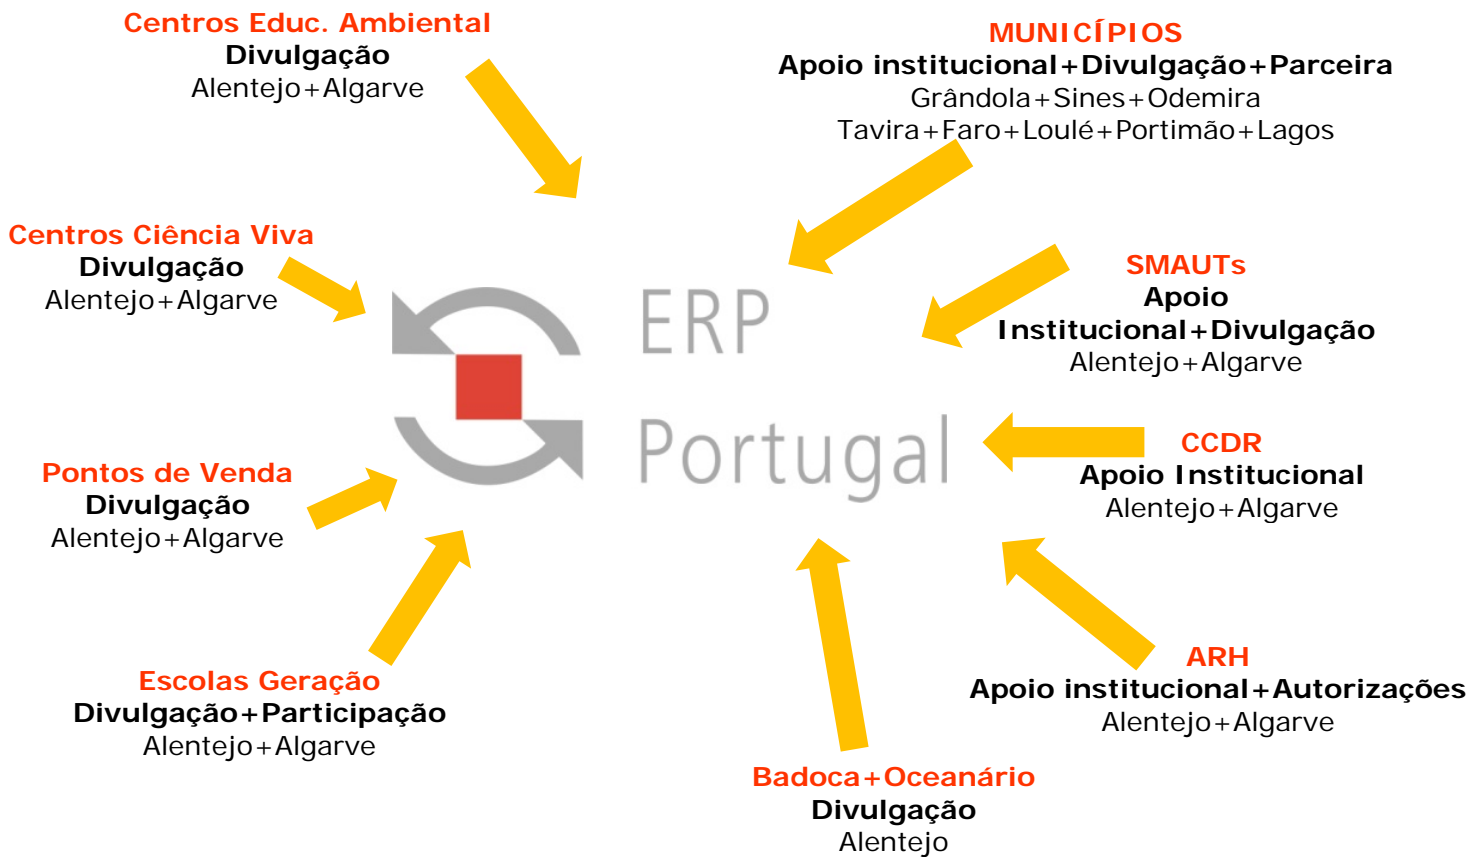 Centros Educ. Ambiental
Divulgação
Alentejo+Algarve
MUNICÍPIOS
Apoio institucional+Divulgação+Parceira
Grândola+Sines+Odemira
Tavira+Faro+Loulé+Portimão+Lagos
Centros Ciência Viva
Divulgação
Alentejo+Algarve
SMAUTs
Apoio
Institucional+Divulgação
Alentejo+Algarve
ERP
Portugal
CCDR
Apoio Institucional
Alentejo+Algarve
Pontos de Venda
Divulgação
Alentejo+Algarve
ARH
Apoio institucional+Autorizações
Alentejo+Algarve
Escolas Geração
Divulgação+Participação
Alentejo+Algarve
Badoca+Oceanário
Divulgação
Alentejo